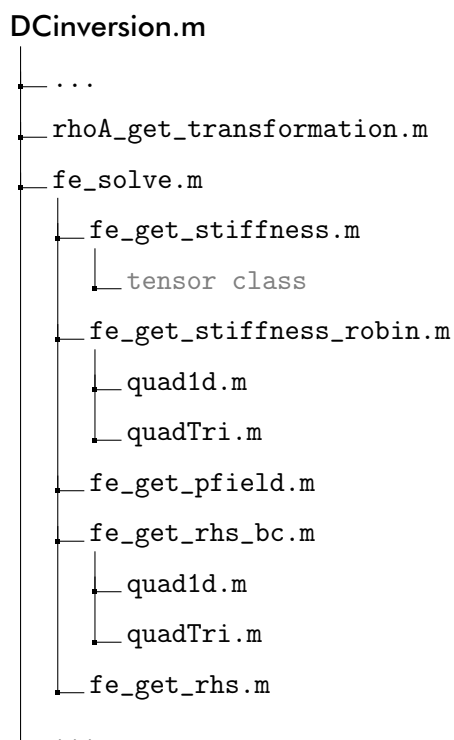 DCinversion.m
...
rhoA_get_transformation.m
fe_solve.m
fe_get_stiffness.m
tensor class
fe_get_stiffness_robin.m
quad1d.m
quadTri.m
fe_get_pfield.m
fe_get_rhs_bc.m
quad1d.m
quadTri.m
fe_get_rhs.m
...